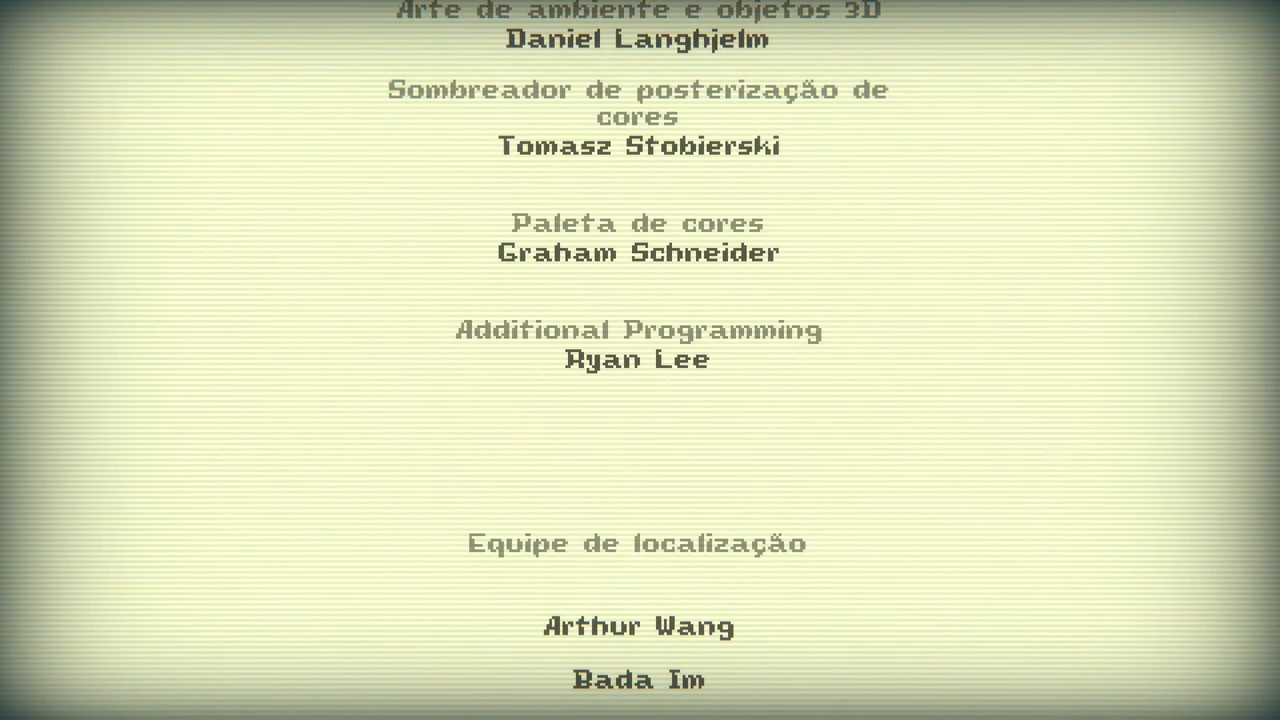 Arte de ambiente e objetos 3D
Daniel Langhjelm
Sombreador de posterização de
cores
Tomasz Stobierski
Paleta de cores
Graham Schneider
Additional Programming
Ryan Lee
Equipe de localização
Arthur Wang
Bada Im